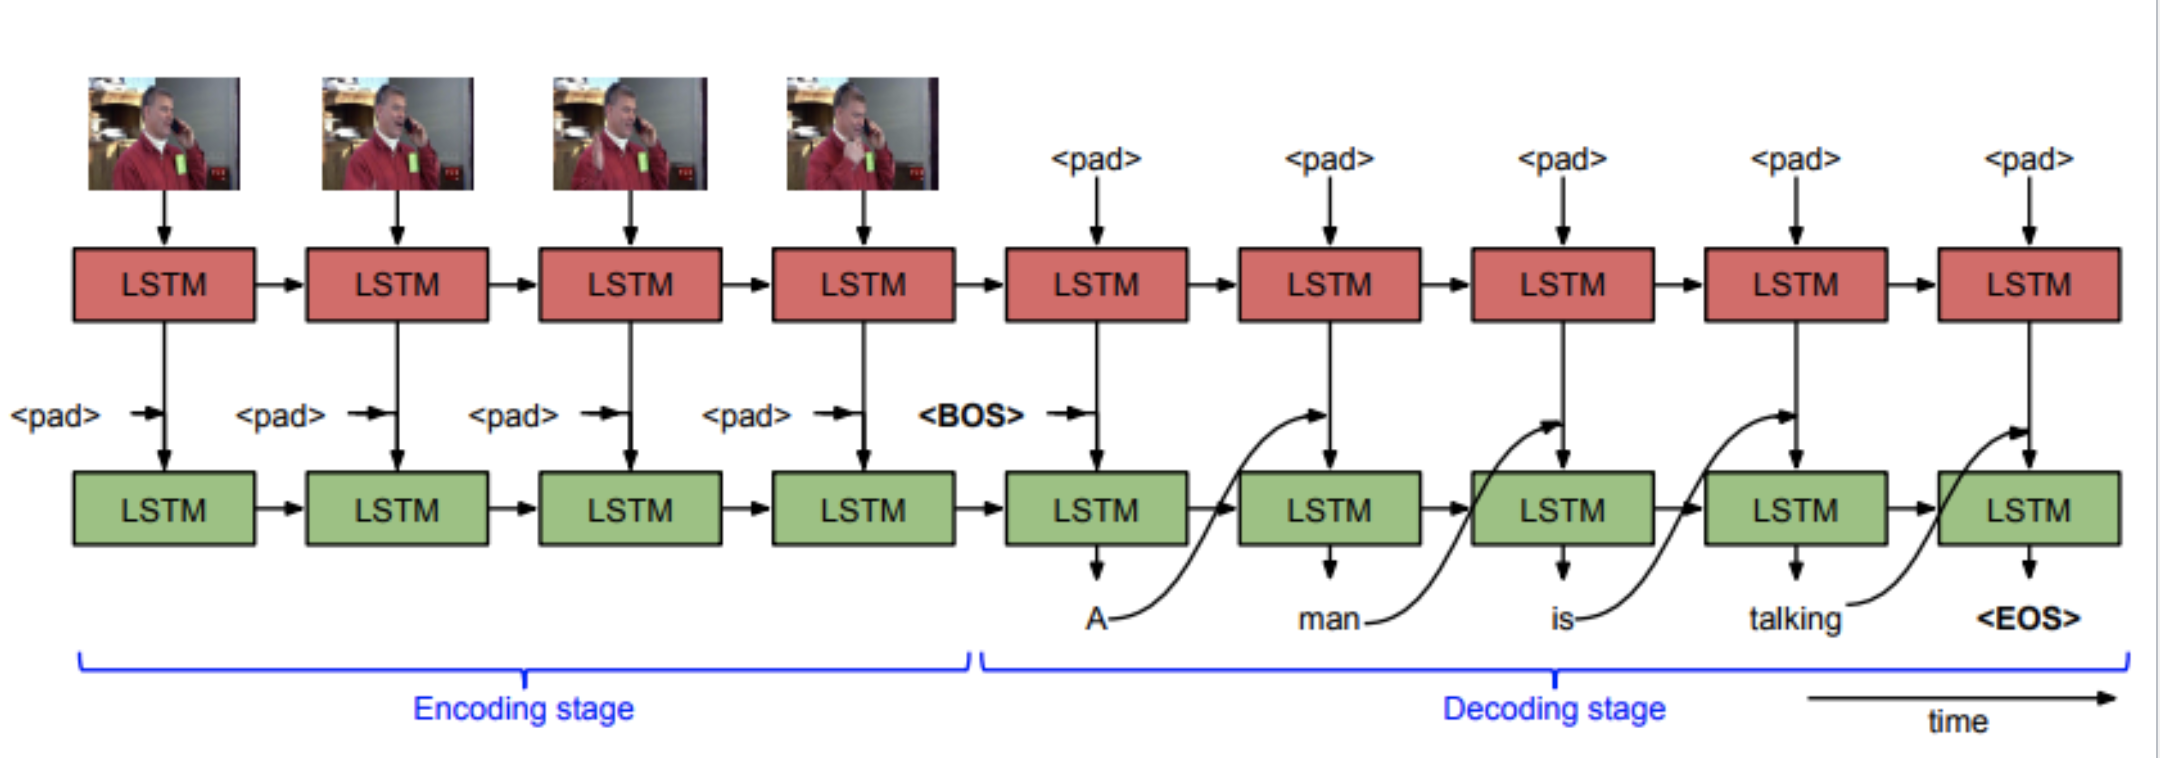 <pad> <pad> <pad> <pad> <pad>
LSTM LSTM LSTM LSTM LSTM LSTM LSTM LSTM LSTM
<pad> <pad> <pad> <pad> <BOS>
LSTM LSTM LSTM LSTM LSTM LSTM LSTM LSTM LSTM
A man is talking <EOS>
Encoding stage Decoding stage
time